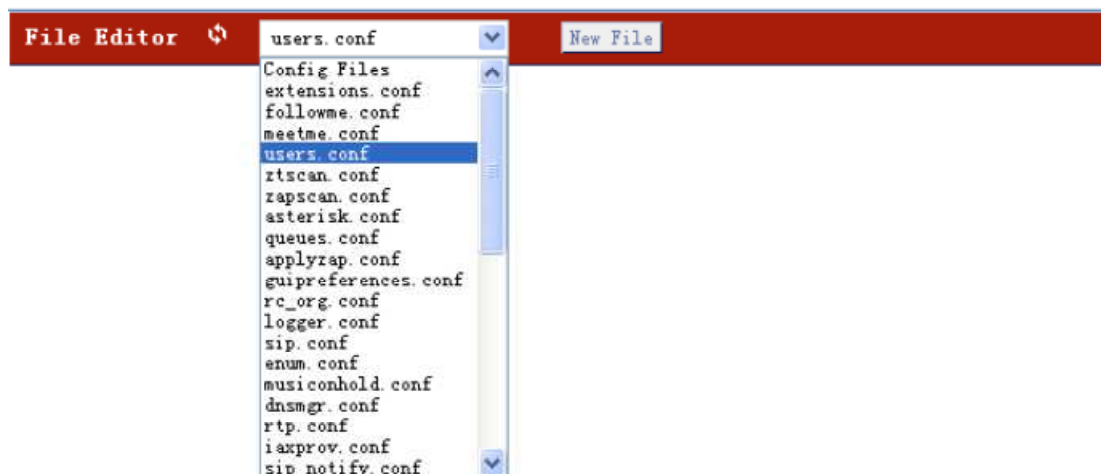 File Editor users.conf New File
Config Files
extensions.conf
followme.conf
meetme.conf
users.conf
ztscan.conf
zapscan.conf
asterisk.conf
queues.conf
applyzap.conf
guipreferences.conf
rc_org.conf
logger.conf
sip.conf
enum.conf
musiconhold.conf
dnsmgr.conf
rtp.conf
iaxprov.conf
sip_notify.conf